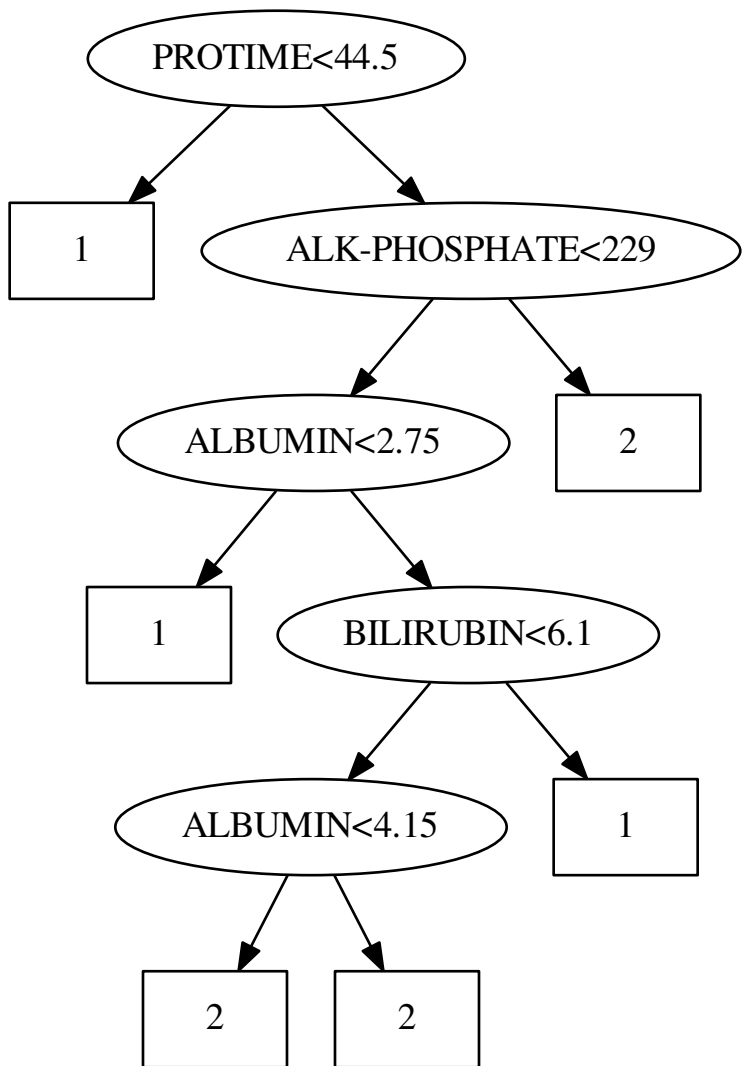 PROTIME<44.5
1
ALK-PHOSPHATE<229
ALBUMIN<2.75
2
1
BILIRUBIN<6.1
ALBUMIN<4.15
1
2
2